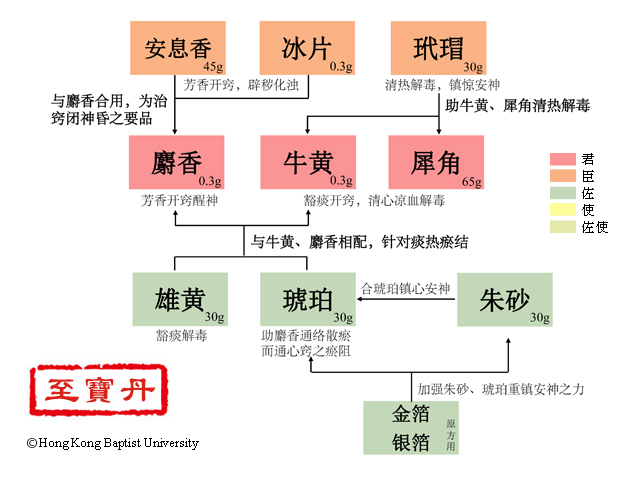 安息香
45g
冰片
0.3g
玳瑁
30g
芳香开窍，辟秽化浊
清热解毒，镇惊安神
与麝香合用，为治
窍闭神昏之要品
助牛黄、犀角清热解毒
麝香
0.3g
牛黄
0.3g
犀角
65g
芳香开窍醒神
豁痰开窍，清心凉血解毒
君
臣
佐
使
佐使
与牛黄、麝香相配，针对痰热瘀结
雄黄
30g
琥珀
30g
合琥珀镇心安神
朱砂
30g
豁痰解毒
助麝香通络散瘀
而通心窍之瘀阻
至寶丹
加强朱砂、琥珀重镇安神之力
金箔
银箔
原方用
©Hong Kong Baptist University